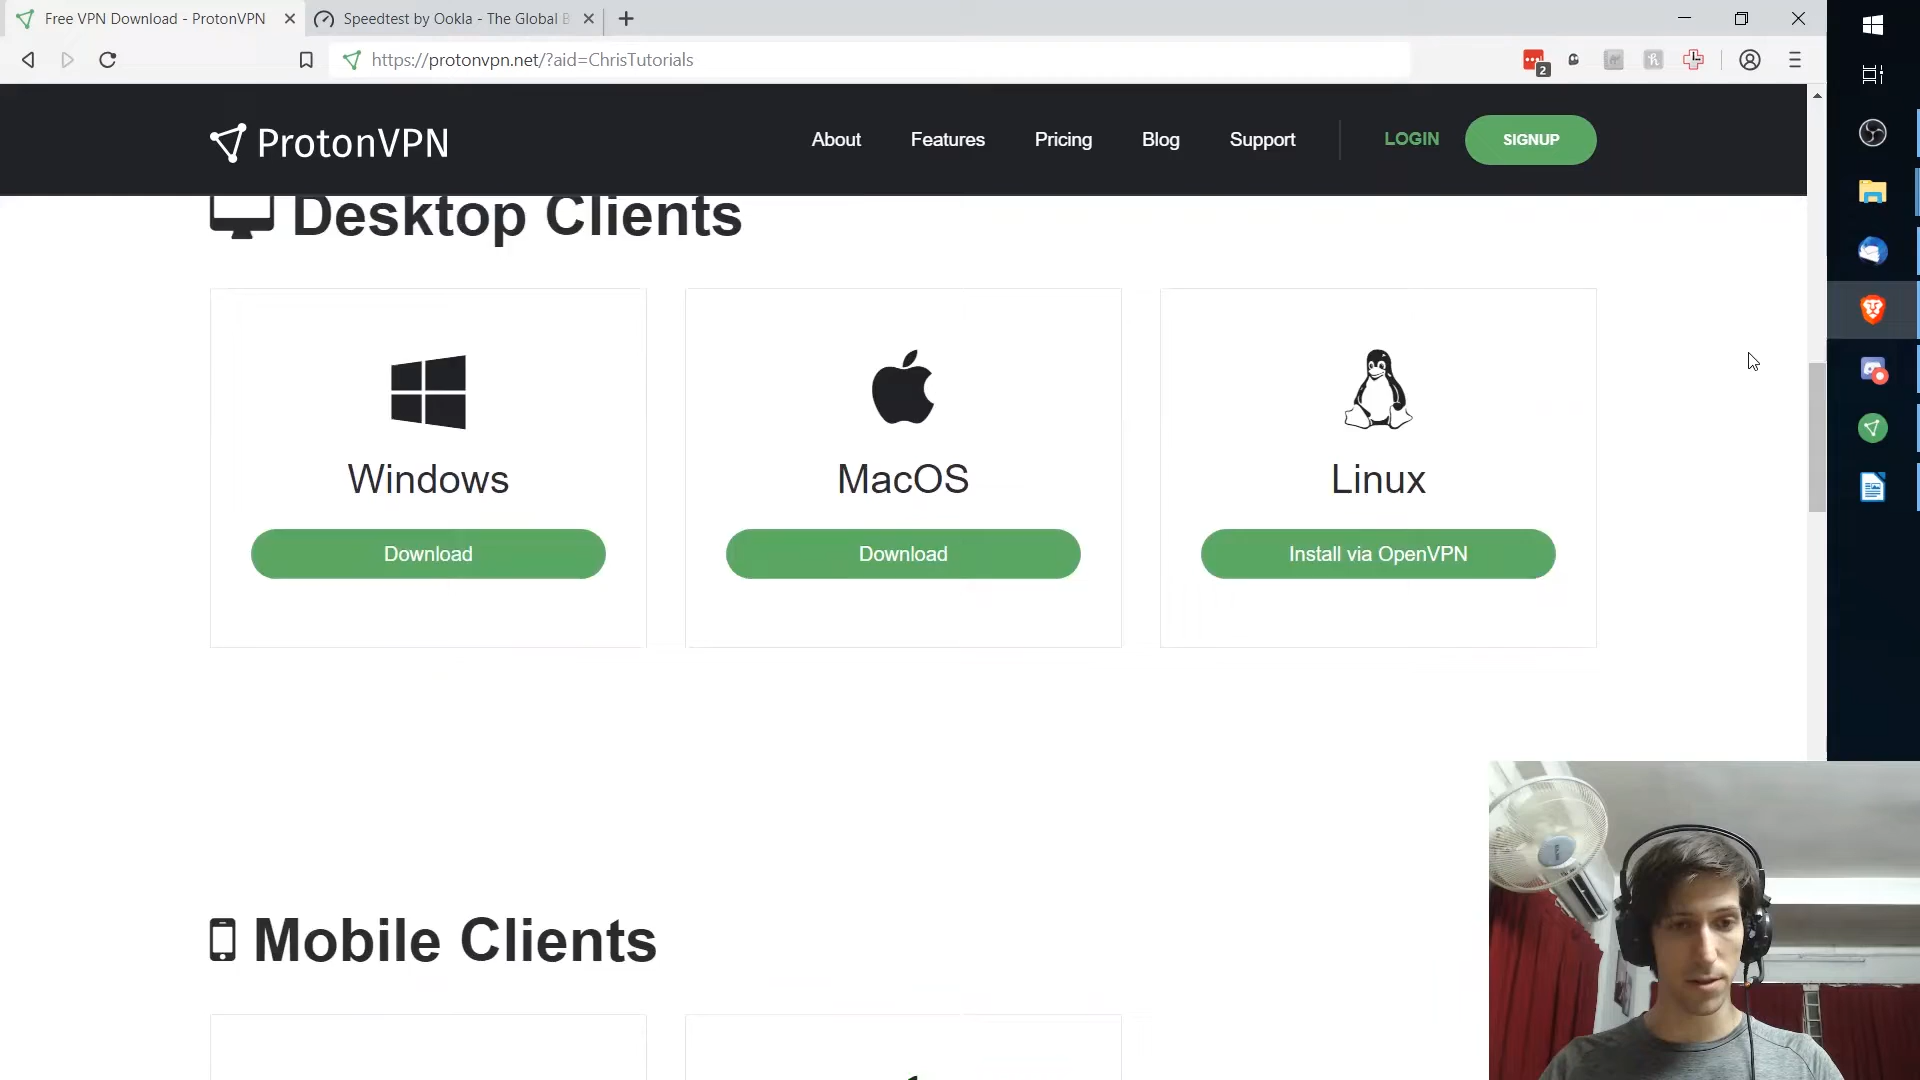 Free VPN Download - ProtonVPN
Speedtest by Ookla - The Global B
https://protonvpn.net/?aid=ChrisTutorials
2
ProtonVPN
About
Features
Pricing
Blog
Support
LOGIN
SIGNUP
Desktop Clients
Windows
MacOS
Linux
Download
Download
Install via OpenVPN
Mobile Clients